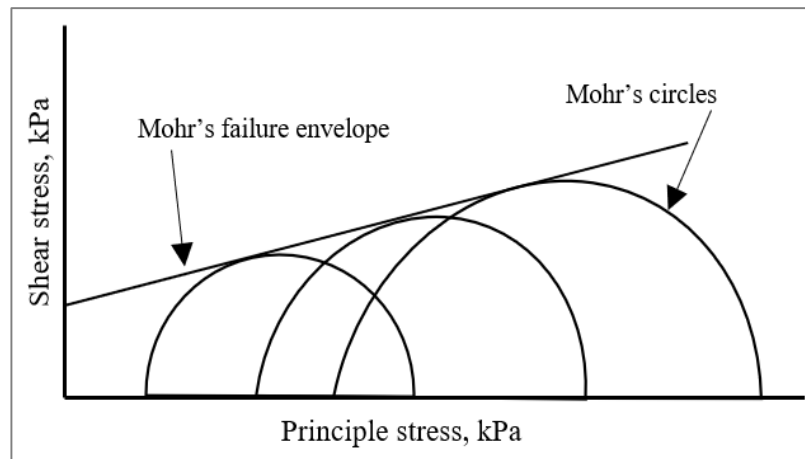 Mohr's circles
Mohr's failure envelope
Shear stress, kPa
Principle stress, kPa